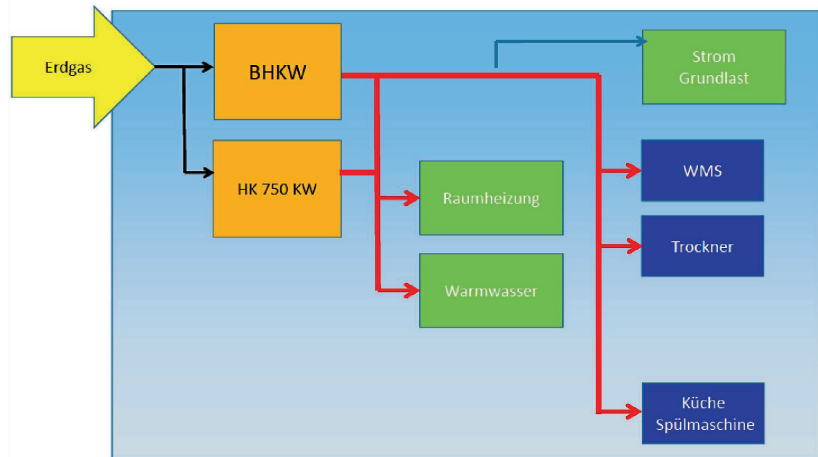 Erdgas
BHKW
Strom
Grundlast
HK 750 KW
WMS
Raumheizung
Trockner
Warmwasser
Küche
Spülmaschine